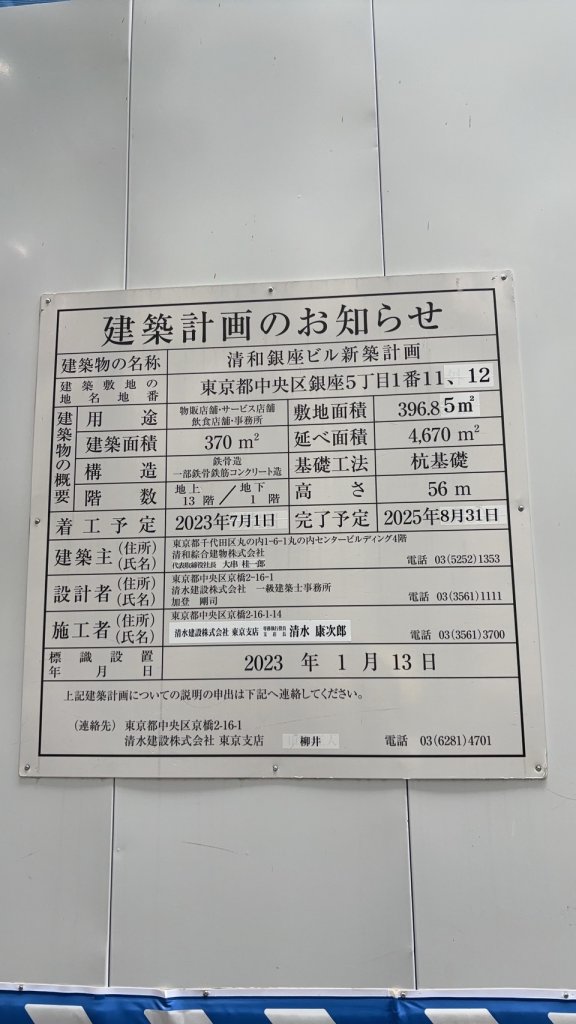 建築計画のお知らせ
建築物の名称 清和銀座ビル新築計画
建築敷地の地名地番 東京都中央区銀座5丁目1番11、12
建築物の概要
用途 物販店舗・サービス店舗 飲食店舗・事務所 敷地面積 396.85㎡
建築面積 370 ㎡ 延べ面積 4,670 ㎡
構造 鉄骨造 一部鉄骨鉄筋コンクリート造 基礎工法 杭基礎
階数 地上 13 階/地下 1 階 高さ 56 m
着工予定 2023年7月1日 完了予定 2025年8月31日
建築主(住所)(氏名) 東京都千代田区丸の内1-6-1丸の内センタービルディング4階
清和綜合建物株式会社
代表取締役社長 大串 桂一郎 電話 03(5252)1353
設計者(住所)(氏名) 東京都中央区京橋2-16-1
清水建設株式会社 一級建築士事務所
加登 剛司 電話 03(3561)1111
施工者(住所)(氏名) 東京都中央区京橋2-16-1-14
清水建設株式会社 東京支店 専務執行役員 支店長 清水 康次郎 電話 03(3561)3700
標識設置年月日 2023 年 1 月 13 日
上記建築計画についての説明の申出は下記へ連絡してください。
(連絡先) 東京都中央区京橋2-16-1
清水建設株式会社 東京支店 柳井 電話 03(6281)4701